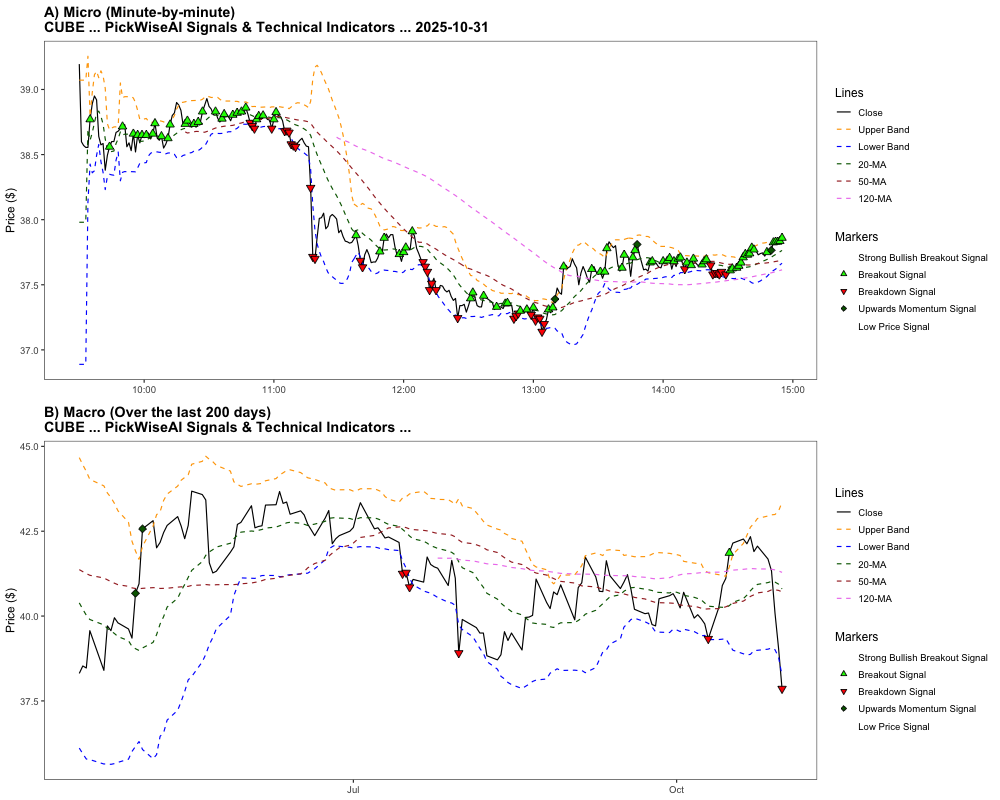 A) Micro (Minute-by-minute)
CUBE ... PickWiseAI Signals & Technical Indicators ... 2025-10-31
39.0
38.5
38.0
37.5
37.0
Price ($)
10:00
11:00
12:00
13:00
14:00
15:00
Lines
Close
Upper Band
Lower Band
20-MA
50-MA
120-MA
Markers
Strong Bullish Breakout Signal
Breakout Signal
Breakdown Signal
Upwards Momentum Signal
Low Price Signal
B) Macro (Over the last 200 days)
CUBE ... PickWiseAI Signals & Technical Indicators ...
45.0
42.5
40.0
37.5
Price ($)
Jul
Oct
Lines
Close
Upper Band
Lower Band
20-MA
50-MA
120-MA
Markers
Strong Bullish Breakout Signal
Breakout Signal
Breakdown Signal
Upwards Momentum Signal
Low Price Signal